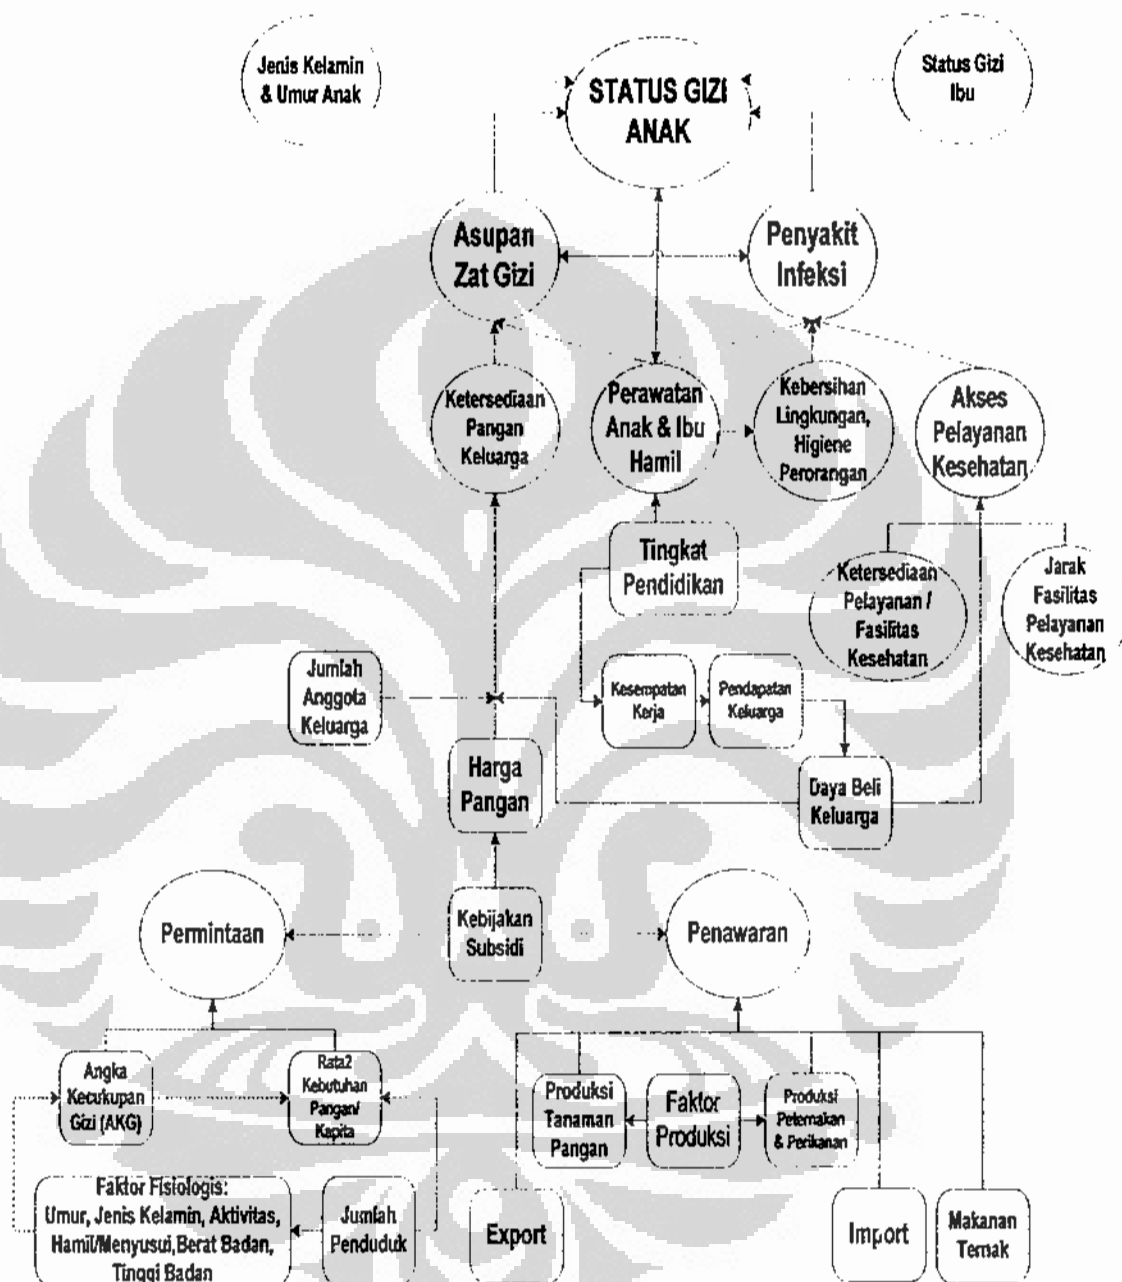 Jenis Kelamin
& Umur Anak
STATUS GIZI
ANAK
Status Gizi
Ibu
Asupan
Zat Gizi
Penyakit
Infeksi
Ketersediaan
Pangan
Keluarga
Perawatan
Anak & Ibu
Hamil
Kebersihan
Lingkungan,
Higiene
Perorangan
Akses
Pelayanan
Kesehatan
Tingkat
Pendidikan
Ketersediaan
Pelayanan /
Fasilitas
Kesehatan
Jarak
Fasilitas
Pelayanan
Kesehatan
Jumlah
Anggota
Keluarga
Kesempatan
Kerja
Pendapatan
Keluarga
Harga
Pangan
Daya Beli
Keluarga
Permintaan
Kebijakan
Subsidi
Penawaran
Angka
Kecukupan
Gizi (AKG)
Rata2
Kebutuhan
Pangan/
Kapita
Produksi
Tanaman
Pangan
Faktor
Produksi
Produksi
Peternakan
& Perikanan
Faktor Fisiologis:
Umur, Jenis Kelamin, Aktivitas,
Hamil/Menyusui,Berat Badan,
Tinggi Badan
Jumlah
Penduduk
Export
Import
Makanan
Ternak